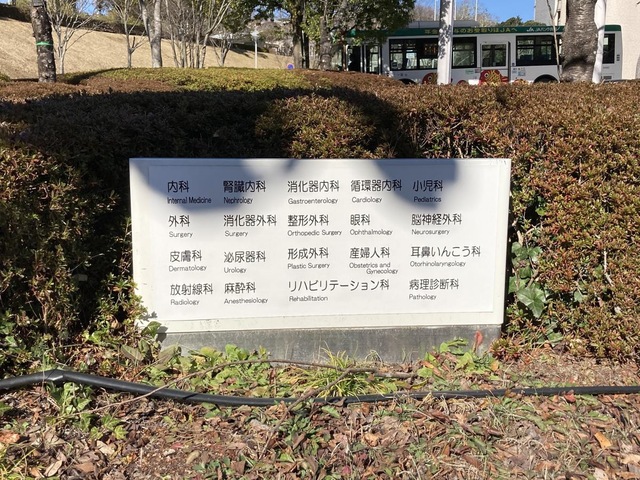 内科 腎臓内科 消化器内科 循環器内科 小児科
Internal Medicine Nephrology Gastroenterology Cardiology Pediatrics
外科 消化器外科 整形外科 眼科 脳神経外科
Surgery Surgery Orthopedic Surgery Ophthalmology Neurosurgery
皮膚科 泌尿器科 形成外科 産婦人科 耳鼻いんこう科
Dermatology Urology Plastic Surgery Obstetrics and Gynecology Otorhinolaryngology
放射線科 麻酔科 リハビリテーション科 病理診断科
Radiology Anesthesiology Rehabilitation Pathology